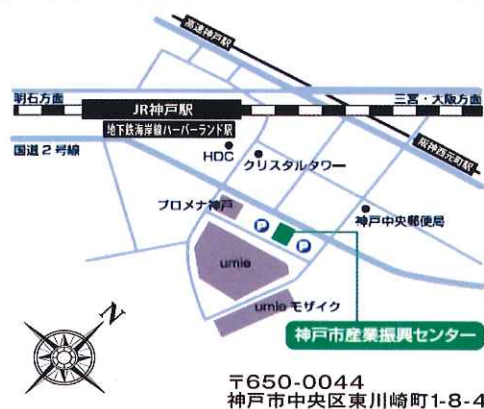 高速神戸駅
明石方面
JR神戸駅
三宮・大阪方面
地下鉄海岸線ハーバーランド駅
阪神西元町駅
国道2号線
HDC
クリスタルタワー
プロメナ神戸
神戸中央郵便局
P
P
umie
umie モザイク
神戸市産業振興センター
N
〒650-0044
神戸市中央区東川崎町1-8-4